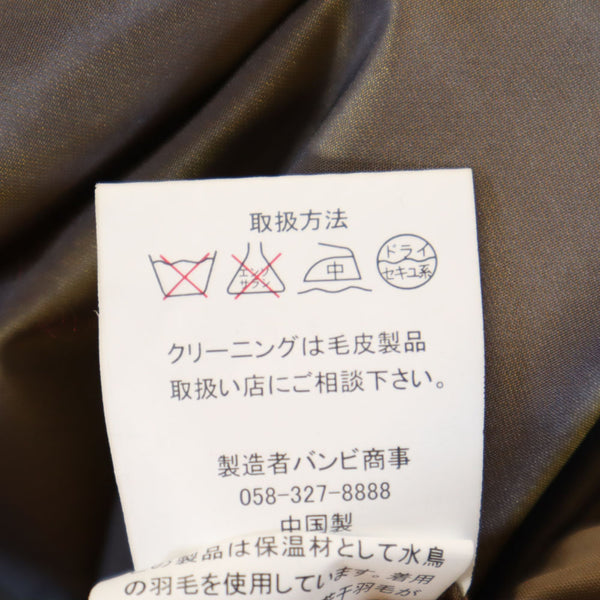 取扱方法
エンソ
サラシ
中
ドライ
セキユ系
クリーニングは毛皮製品
取扱い店にご相談下さい。
製造者バンビ商事
058-327-8888
中国製
製品は保温材として水鳥
の羽毛を使用しています。着用
羽毛が